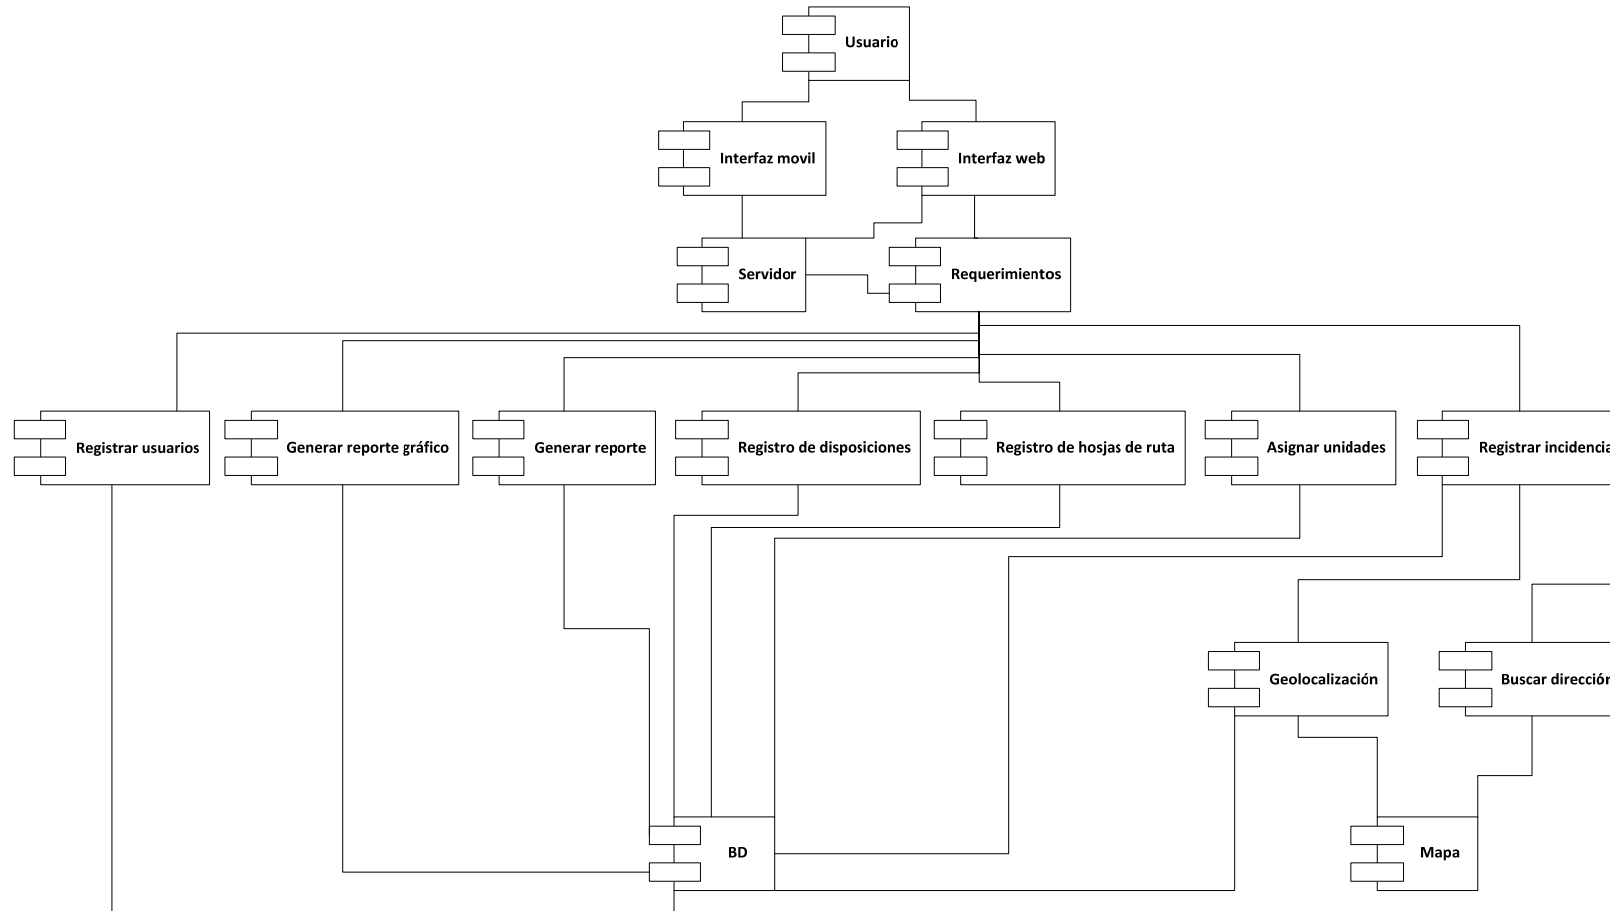 Usuario
Interfaz movil
Interfaz web
Servidor
Requerimientos
Registrar usuarios
Generar reporte gráfico
Generar reporte
Registro de disposiciones
Registro de hosjas de ruta
Asignar unidades
Registrar incidencia
Geolocalización
Buscar dirección
BD
Mapa